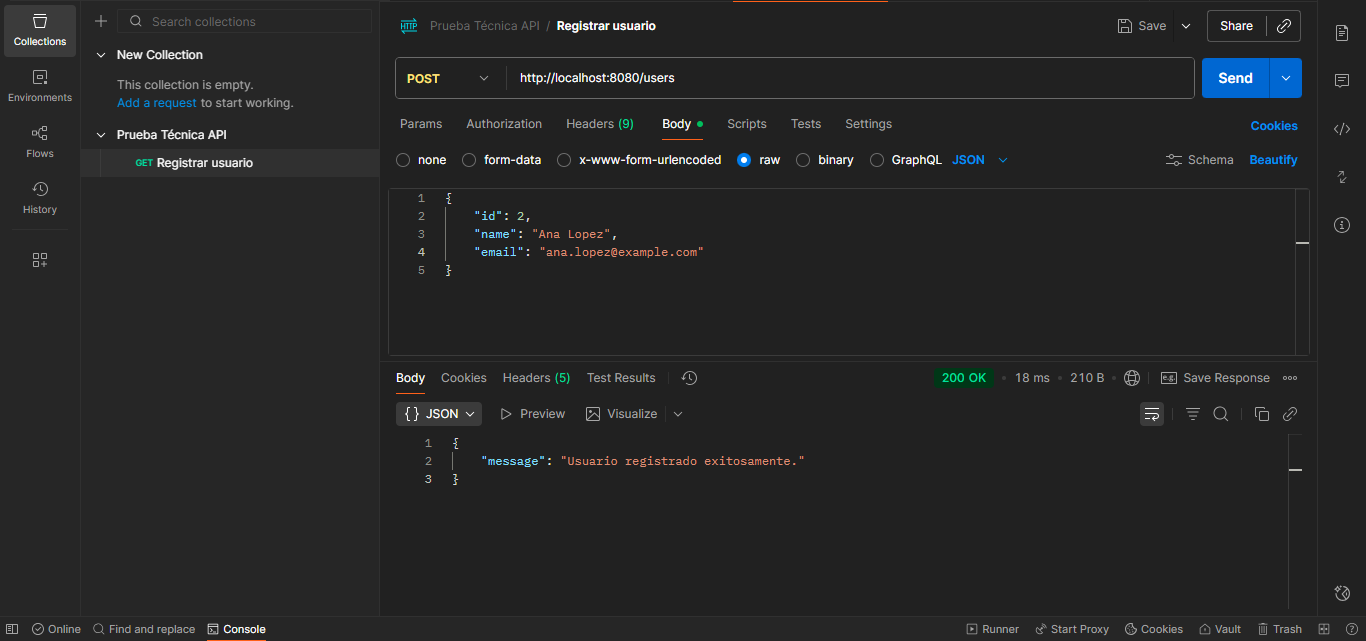 Collections
Environments
Flows
History
Search collections
New Collection
This collection is empty.
Add a request to start working.
Prueba Técnica API
GET Registrar usuario
HTTP Prueba Técnica API / Registrar usuario
Save
Share
POST http://localhost:8080/users
Send
Params Authorization Headers (9) Body Scripts Tests Settings
Cookies
none form-data x-www-form-urlencoded raw binary GraphQL JSON
Schema Beautify
1 {
2 "id": 2,
3 "name": "Ana Lopez",
4 "email": "ana.lopez@example.com"
5 }
Body Cookies Headers (5) Test Results
200 OK • 18 ms • 210 B •
e.g. Save Response
{} JSON Preview Visualize
1 {
2 "message": "Usuario registrado exitosamente."
3 }
Online Find and replace Console
Runner Start Proxy Cookies Vault Trash